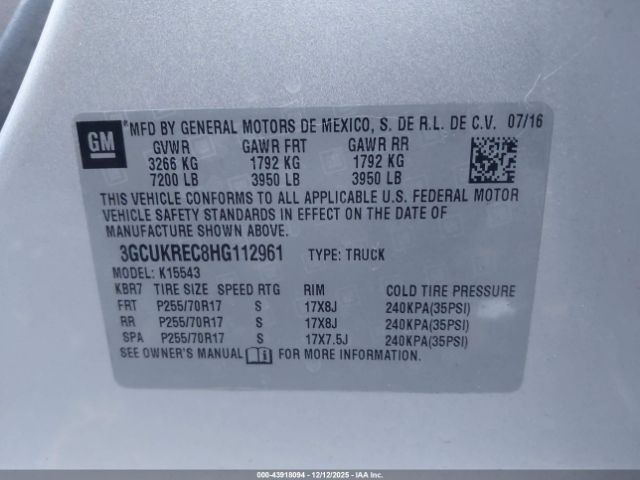 GM *MFD BY GENERAL MOTORS DE MEXICO, S. DE R.L. DE C.V. 07/16
GVWR GAWR FRT GAWR RR
3266 KG 1792 KG 1792 KG
7200 LB 3950 LB 3950 LB
THIS VEHICLE CONFORMS TO ALL APPLICABLE U.S. FEDERAL MOTOR
VEHICLE SAFETY STANDARDS IN EFFECT ON THE DATE OF
MANUFACTURE SHOWN ABOVE.
3GCUKREC8HG112961 TYPE: TRUCK
MODEL: K15543
KBR7 TIRE SIZE SPEED RTG RIM COLD TIRE PRESSURE
FRT P255/70R17 S 17X8J 240KPA(35PSI)
RR P255/70R17 S 17X8J 240KPA(35PSI)
SPA P255/70R17 S 17X7.5J 240KPA(35PSI)
SEE OWNER'S MANUAL FOR MORE INFORMATION.
000-43918094 - 12/12/2025 - IAAI.COM